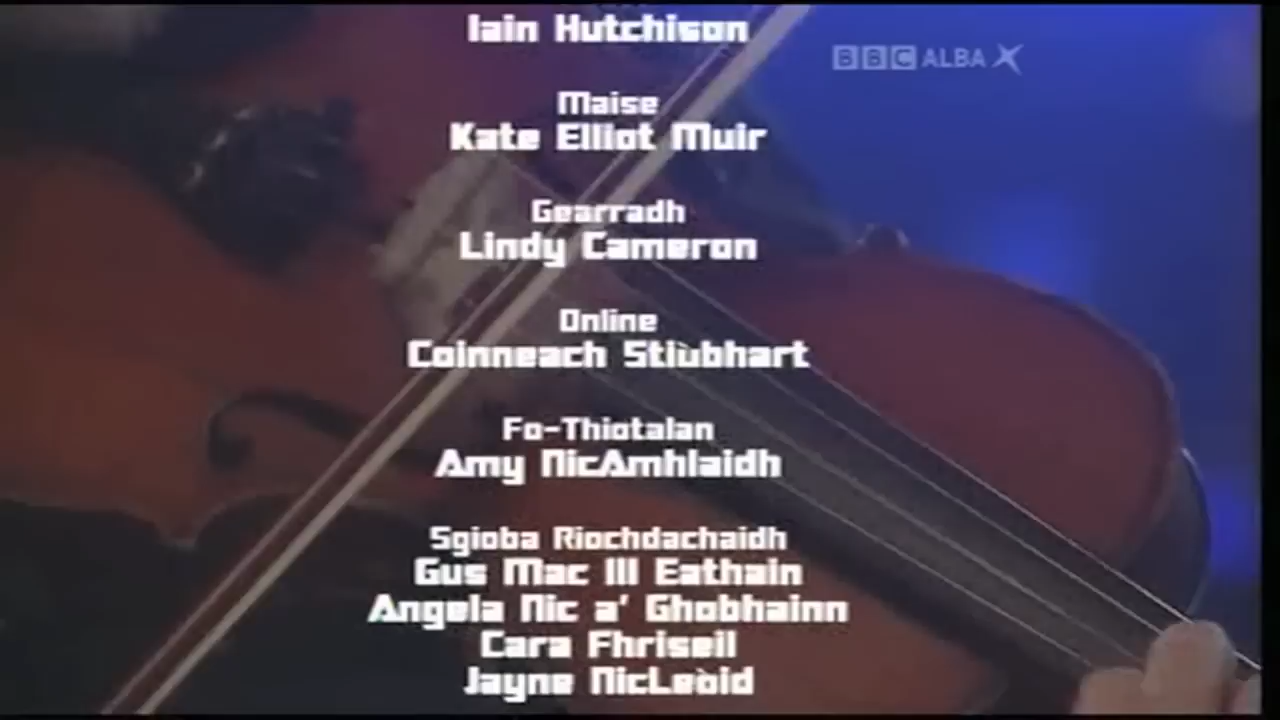 Iain Hutchison
BBC ALBA
Maise
Kate Elliot Muir
Gearradh
Lindy Cameron
Online
Coinneach Stiùbhart
Fo-Thiotalan
Amy NicAmhlaidh
Sgioba Riochdachaidh
Gus Mac Ill Eathain
Angela Nic a' Ghobhainn
Cara Fhriseil
Jayne NicLeòid